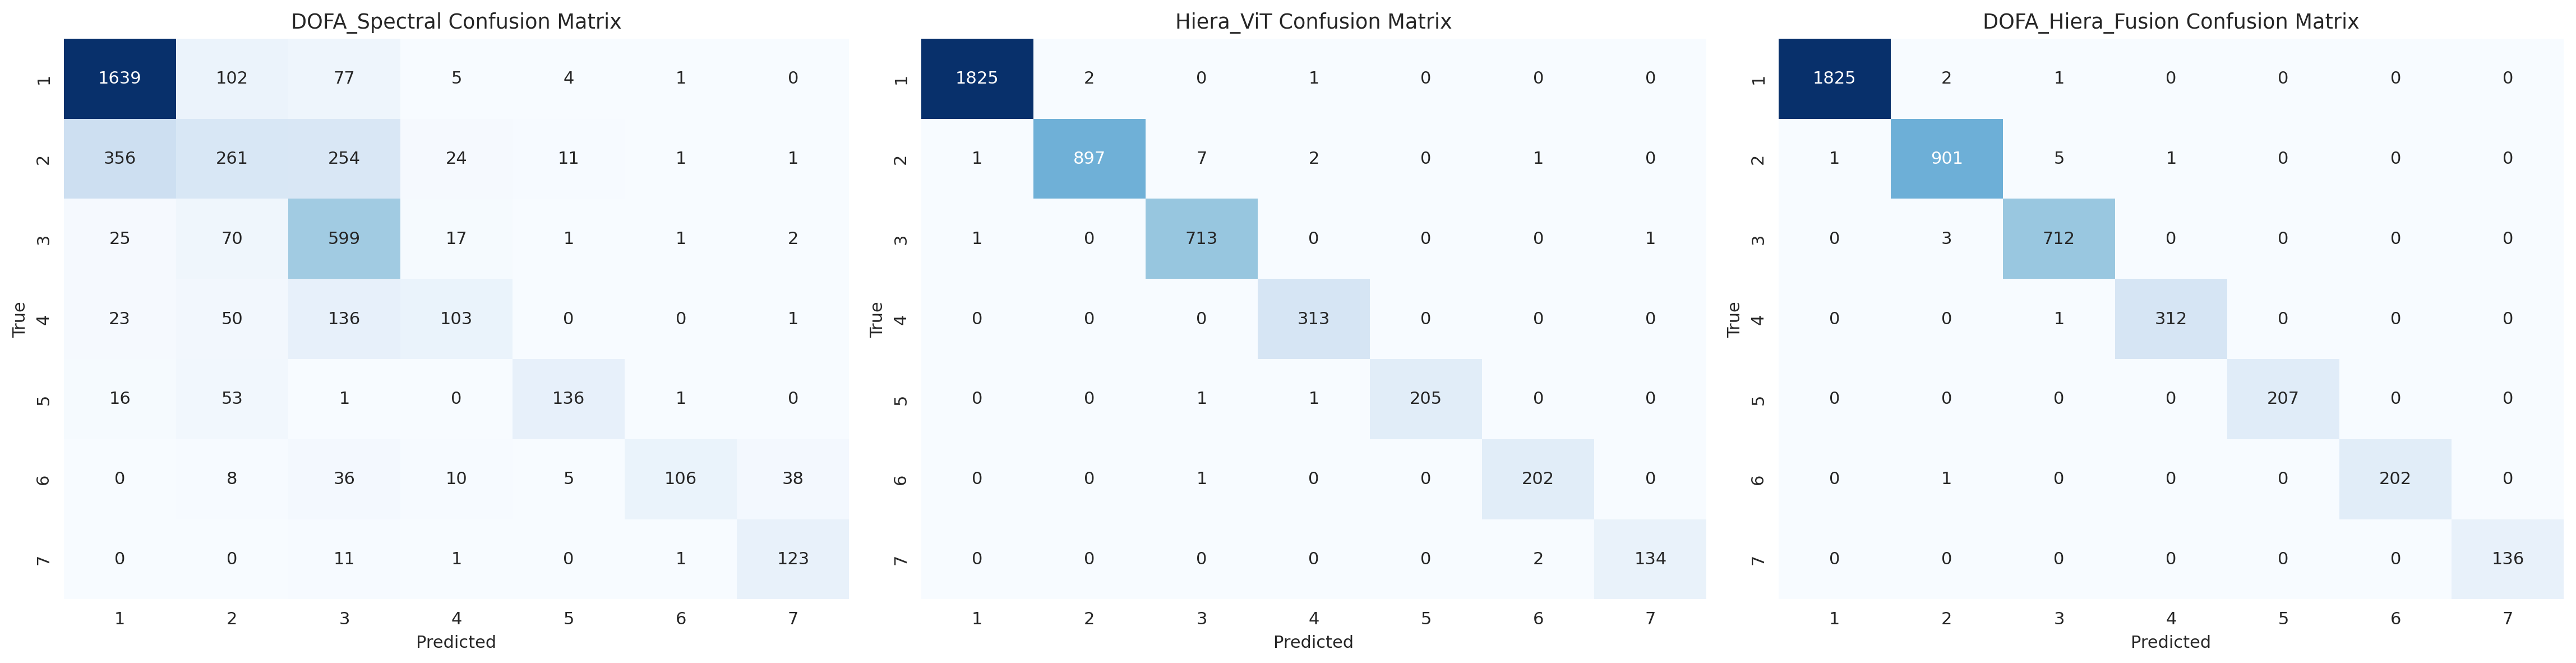 DOFA_Spectral Confusion Matrix
1 1639 102 77 5 4 1 0
2 356 261 254 24 11 1 1
3 25 70 599 17 1 1 2
4 23 50 136 103 0 0 1
5 16 53 1 0 136 1 0
6 0 8 36 10 5 106 38
7 0 0 11 1 0 1 123
True
1 2 3 4 5 6 7
Predicted
Hiera_ViT Confusion Matrix
1 1825 2 0 1 0 0 0
2 1 897 7 2 0 1 0
3 1 0 713 0 0 0 1
4 0 0 0 313 0 0 0
5 0 0 1 1 205 0 0
6 0 0 1 0 0 202 0
7 0 0 0 0 0 2 134
True
1 2 3 4 5 6 7
Predicted
DOFA_Hiera_Fusion Confusion Matrix
1 1825 2 1 0 0 0 0
2 1 901 5 1 0 0 0
3 0 3 712 0 0 0 0
4 0 0 1 312 0 0 0
5 0 0 0 0 207 0 0
6 0 1 0 0 0 202 0
7 0 0 0 0 0 0 136
True
1 2 3 4 5 6 7
Predicted